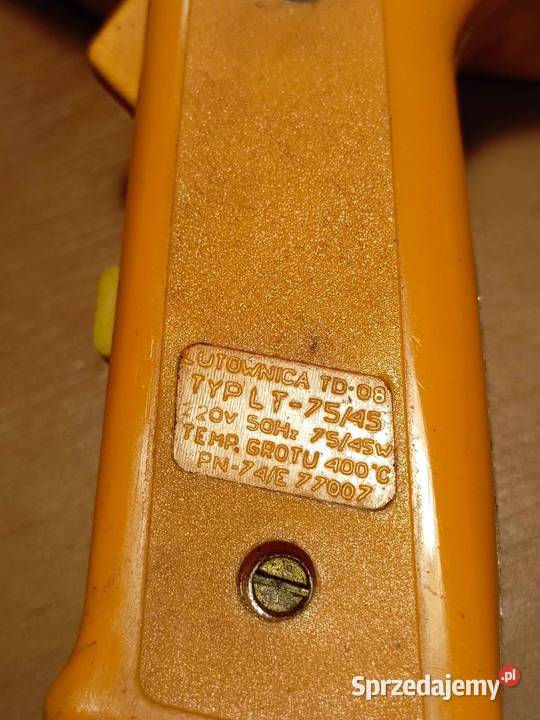 LUTOWNICA TD-08
TYP LT-75/45
220V 50Hz 75/45W
TEMP. GROTU 400°C
PN-74/E 77007
Sprzedajemy.pl